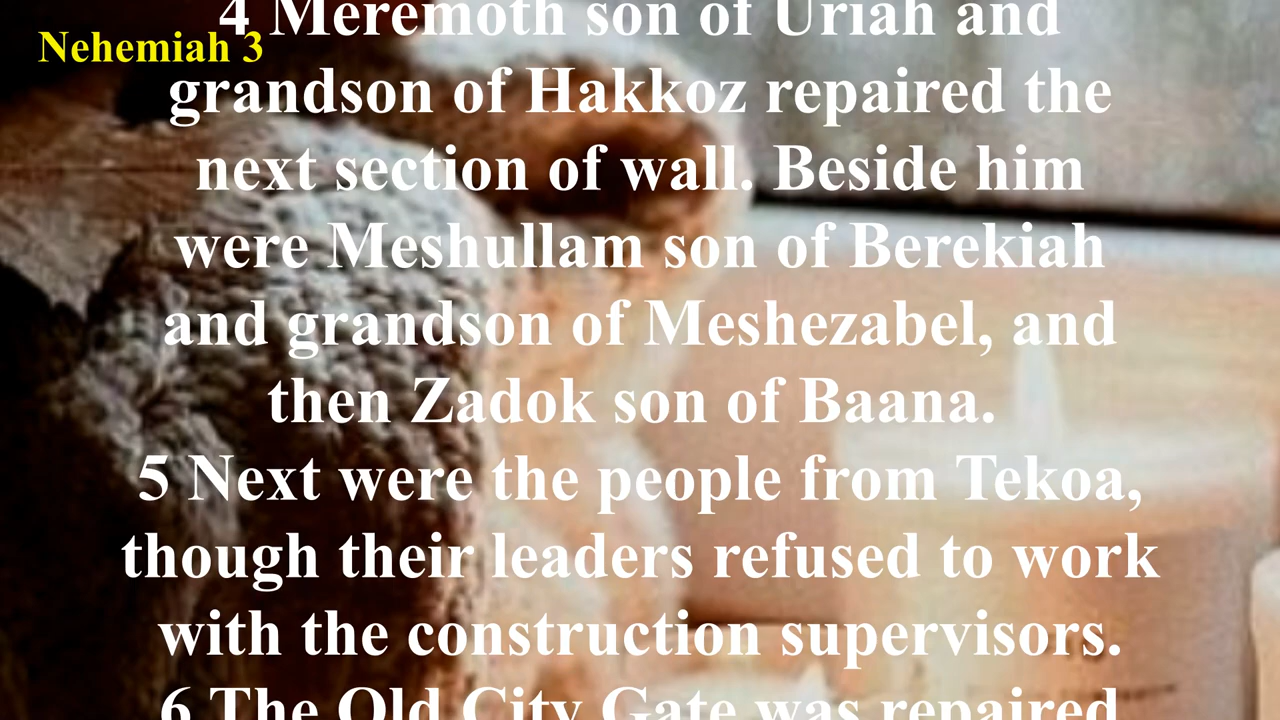 Nehemiah 3
4 Meremoth son of Uriah and
grandson of Hakkoz repaired the
next section of wall. Beside him
were Meshullam son of Berekiah
and grandson of Meshezabel, and
then Zadok son of Baana.
5 Next were the people from Tekoa,
though their leaders refused to work
with the construction supervisors.
6 The Old City Gate was repaired